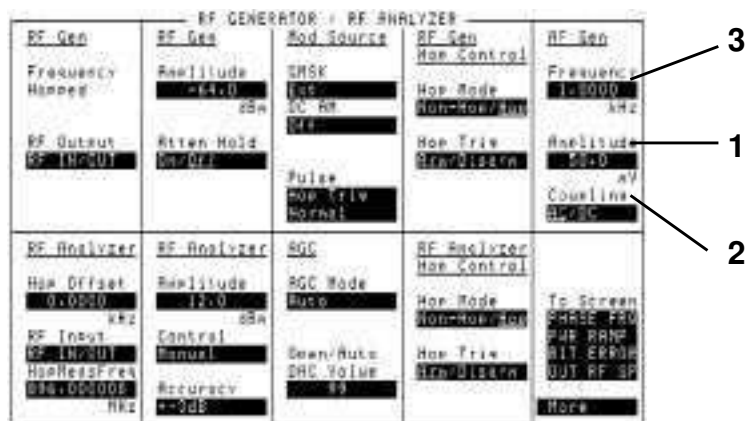 RF GENERATOR / RF ANALYZER
RF Gen
Frequency
Hopped
RF Output
RF IN/OUT
RF Gen
Amplitude
-64.0
dBm
Atten Hold
On/Off
Mod Source
GMSK
Ext
DC AM
Off
Pulse
Hop Trig
Normal
RF Gen
Hop Control
Hop Mode
Non-Hop/Hop
Hop Trig
Arm/Disarm
AF Gen
Frequency
1.0000
kHz
Amplitude
50.0
mV
Coupling
AC/DC
3
1
2
RF Analyzer
Hop Offset
0.0000
kHz
RF Input
RF IN/OUT
HopMeasFreq
MHz
RF Analyzer
Amplitude
12.0
dBm
Control
Manual
Accuracy
+-3dB
AGC
AGC Mode
Auto
Open/Auto
DAC Value
99
RF Analyzer
Hop Control
Hop Mode
Non-Hop/Hop
Hop Trig
Arm/Disarm
To Screen
PHASE FRQ
PWR RAMP
BIT ERROR
OUT RF SP
More